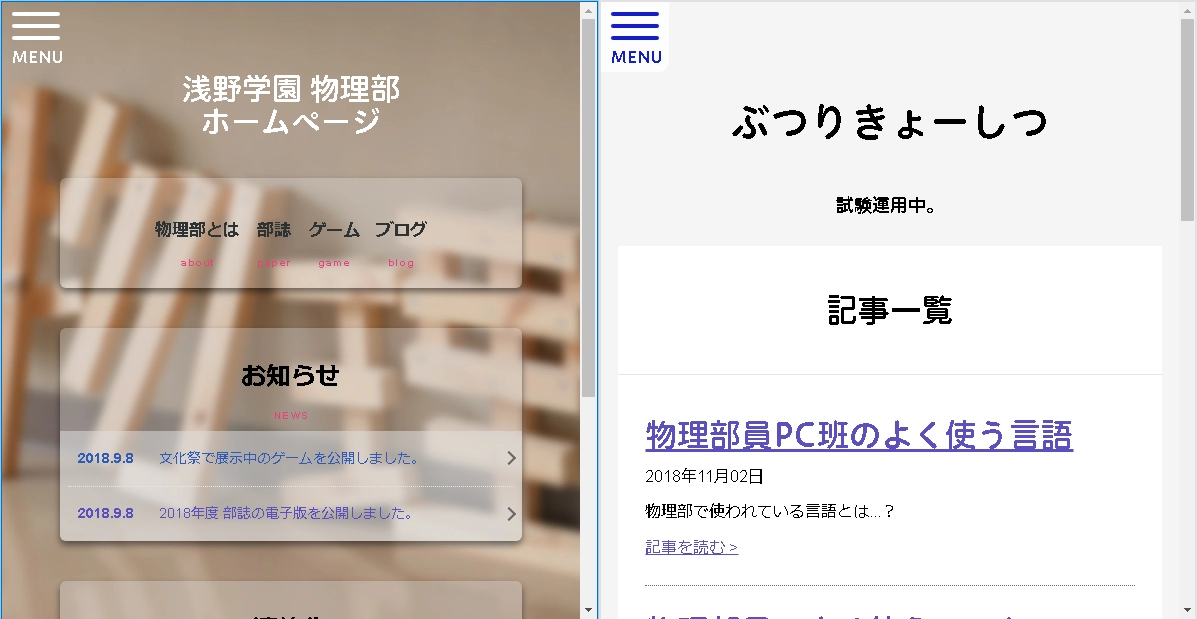 MENU
浅野学園 物理部
ホームページ
物理部とは 部誌 ゲーム ブログ
about paper game blog
お知らせ
NEWS
2018.9.8 文化祭で展示中のゲームを公開しました。
2018.9.8 2018年度 部誌の電子版を公開しました。
MENU
ぶつりきょーしつ
試験運用中。
記事一覧
物理部員PC班のよく使う言語
2018年11月02日
物理部で使われている言語とは...？
記事を読む >